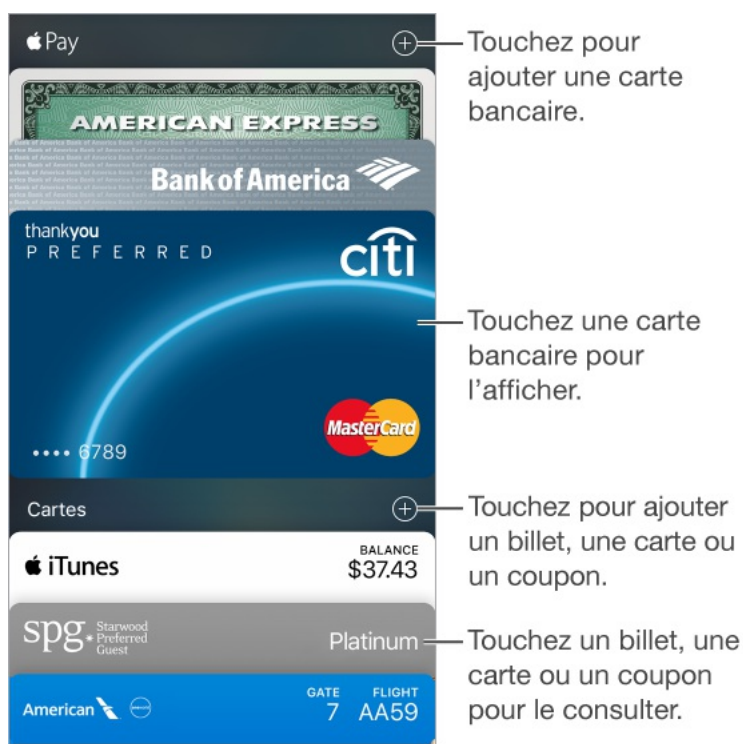 Pay
Touchez pour
ajouter une carte
bancaire.
AMERICAN EXPRESS
Bank of America
thankyou
PREFERRED
citi
Touchez une carte
bancaire pour
l’afficher.
MasterCard
•••• 6789
Cartes
Touchez pour ajouter
un billet, une carte ou
un coupon.
iTunes
BALANCE
$37.43
spg Starwood
Preferred
Guest
Platinum
Touchez un billet, une
carte ou un coupon
pour le consulter.
American
GATE FLIGHT
7 AA59